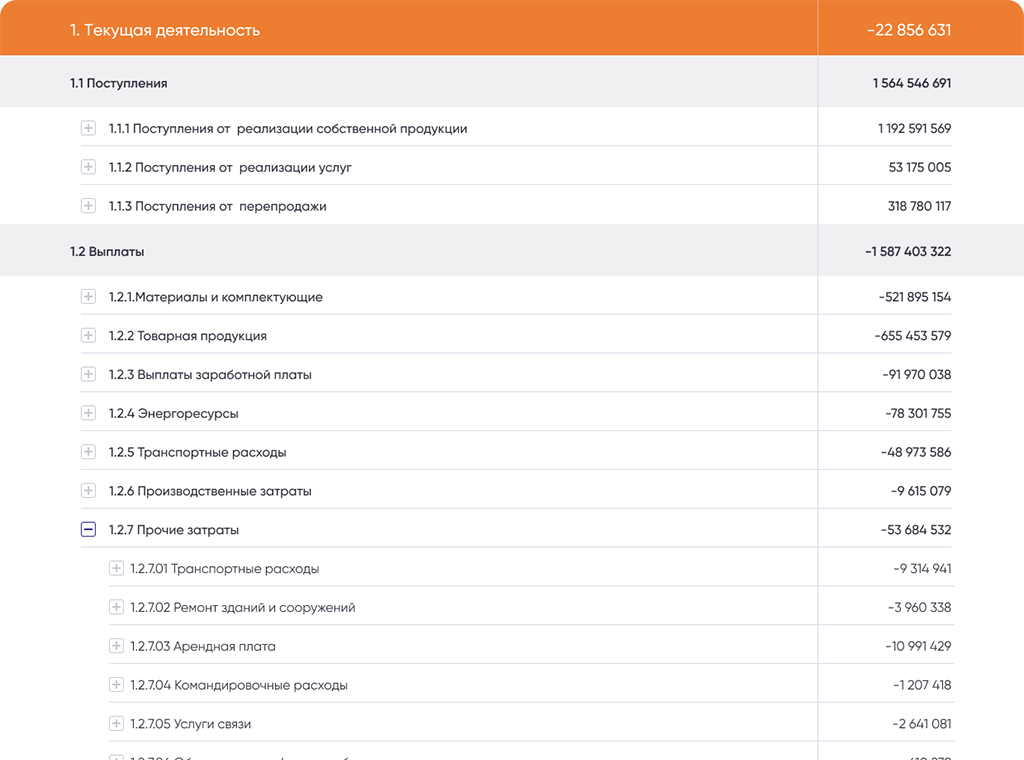 1. Текущая деятельность -22 856 631
1.1 Поступления 1 564 546 691
1.1.1 Поступления от реализации собственной продукции 1 192 591 569
1.1.2 Поступления от реализации услуг 53 175 005
1.1.3 Поступления от перепродажи 318 780 117
1.2 Выплаты -1 587 403 322
1.2.1.Материалы и комплектующие -521 895 154
1.2.2 Товарная продукция -655 453 579
1.2.3 Выплаты заработной платы -91 970 038
1.2.4 Энергоресурсы -78 301 755
1.2.5 Транспортные расходы -48 973 586
1.2.6 Производственные затраты -9 615 079
1.2.7 Прочие затраты -53 684 532
1.2.7.01 Транспортные расходы -9 314 941
1.2.7.02 Ремонт зданий и сооружений -3 960 338
1.2.7.03 Арендная плата -10 991 429
1.2.7.04 Командировочные расходы -1 207 418
1.2.7.05 Услуги связи -2 641 081